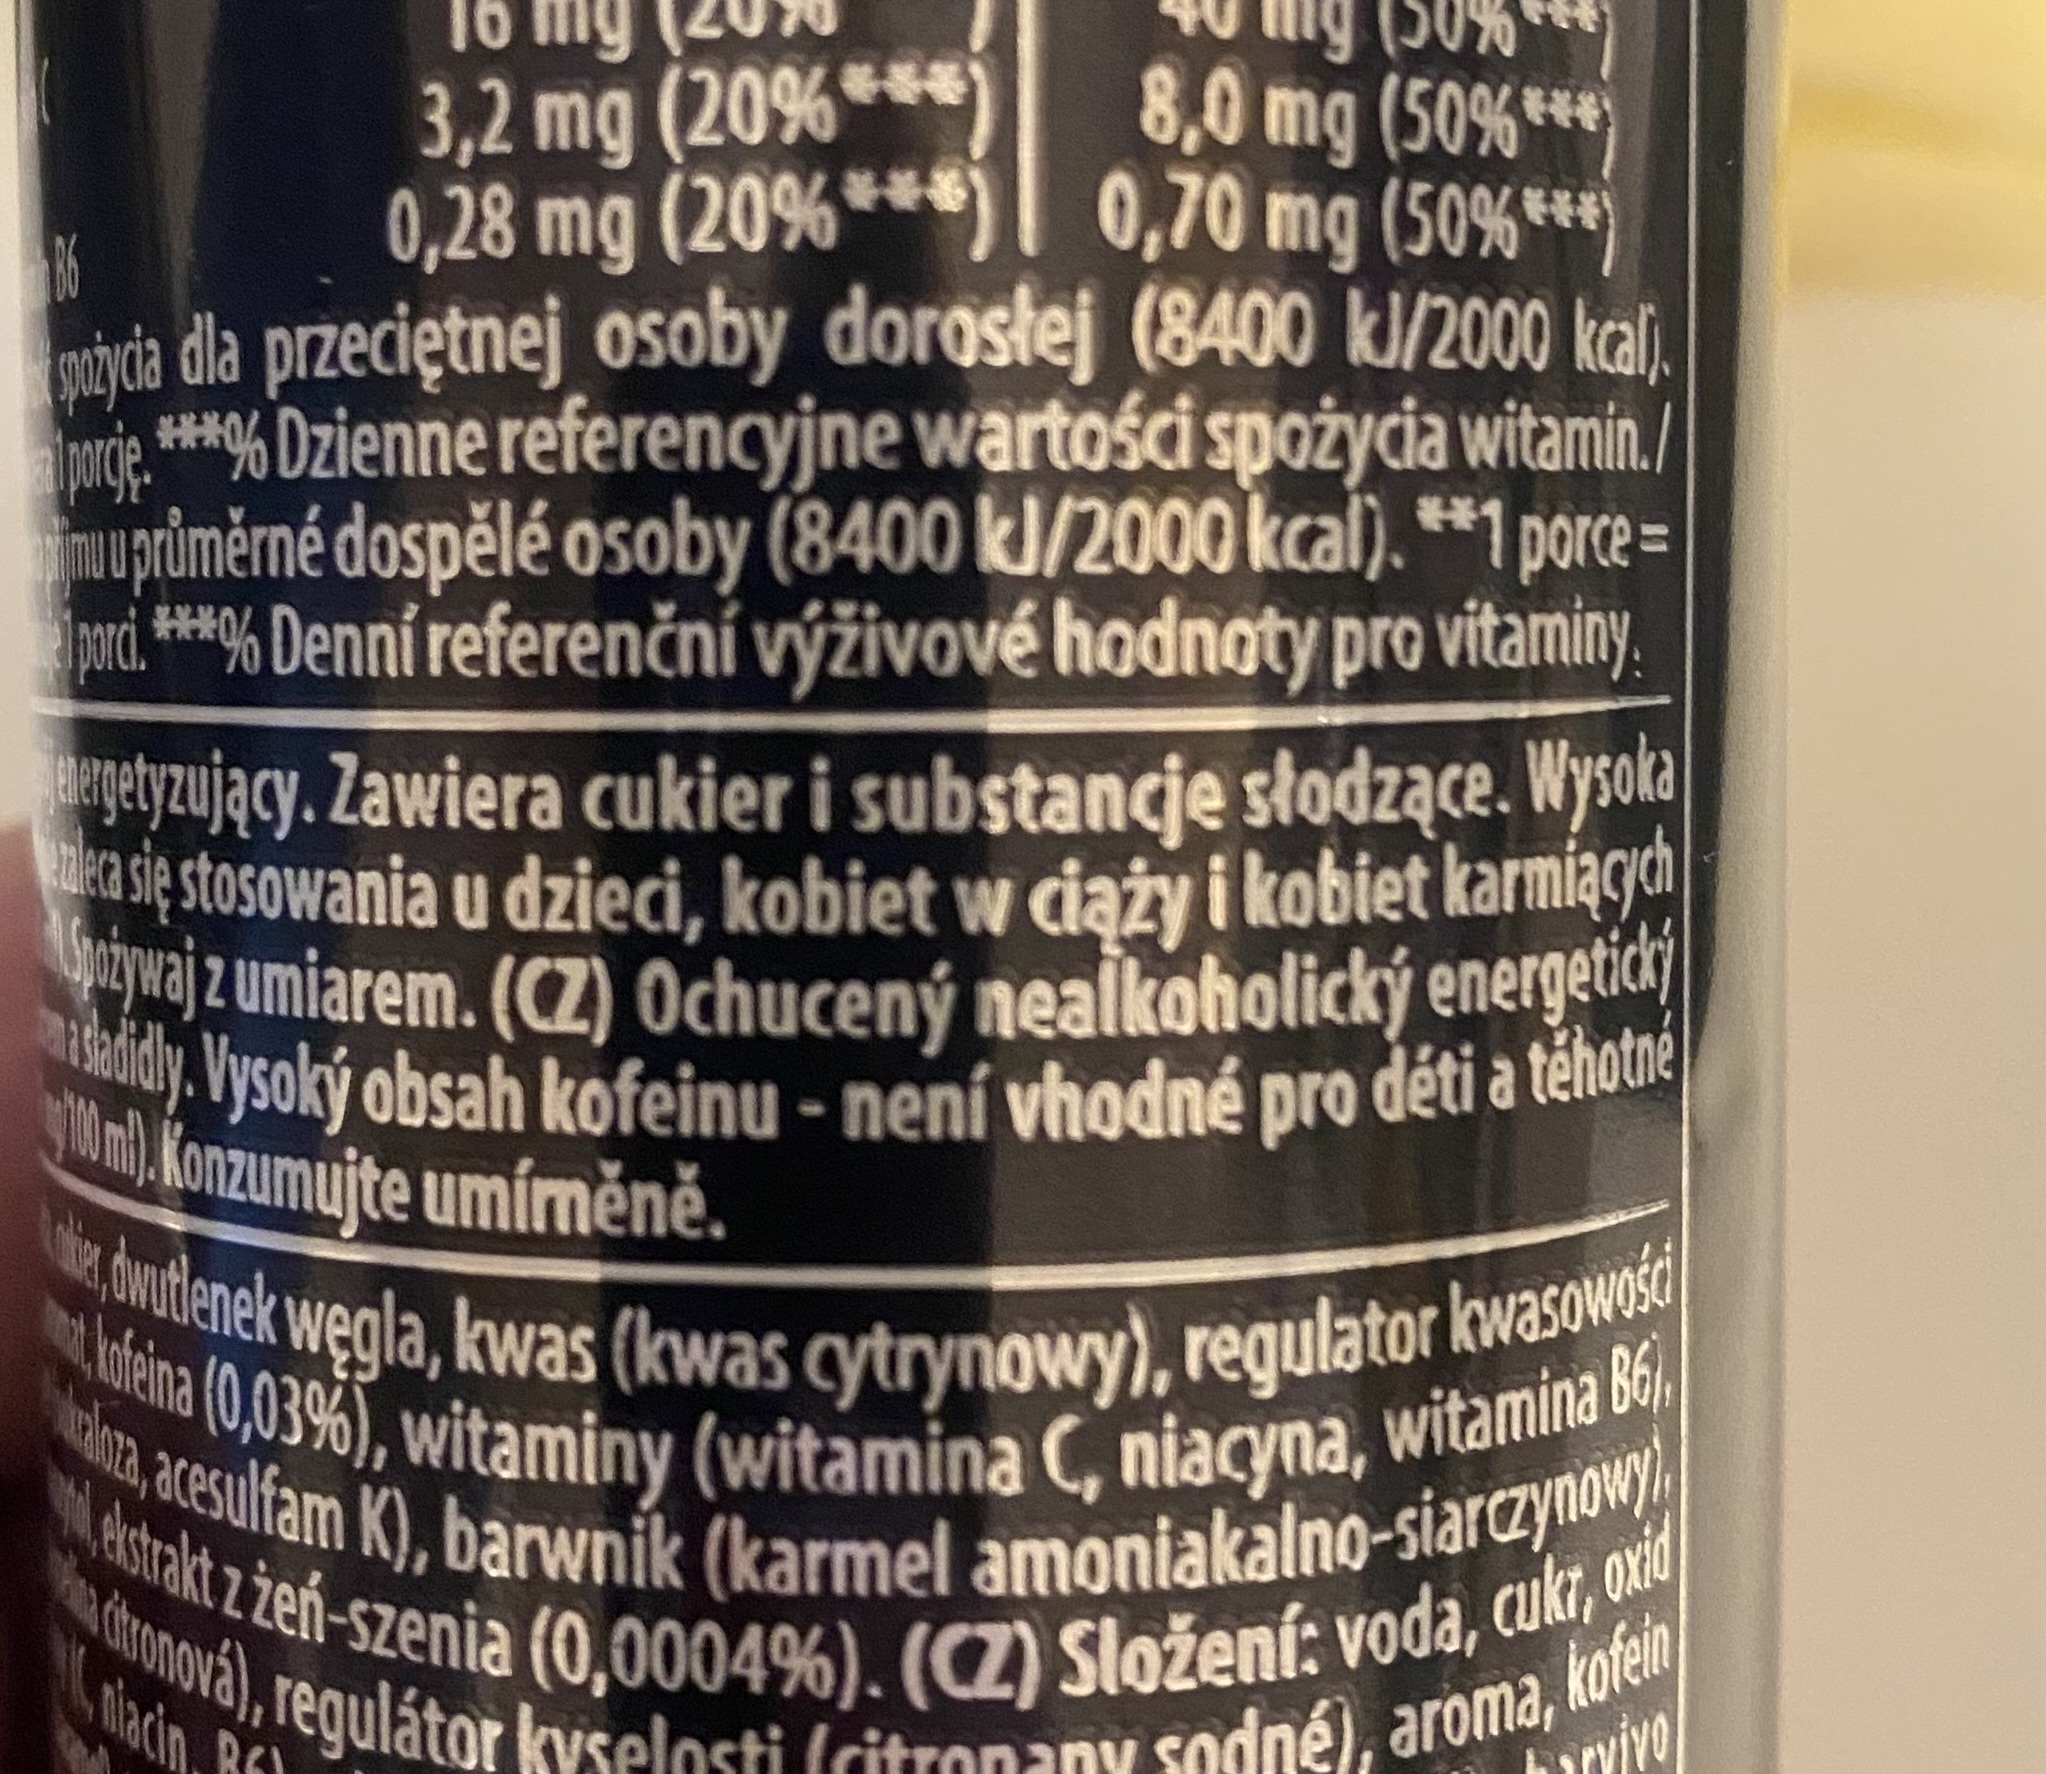 16 mg (20%***) 40 mg (50%***)
3,2 mg (20%***) 8,0 mg (50%***)
0,28 mg (20%***) 0,70 mg (50%***)
B6
spożycia dla przeciętnej osoby dorosłej (8400 kJ/2000 kcal).
1 porcję. ***% Dzienne referencyjne wartości spożycia witamin./
u průměrné dospělé osoby (8400 kJ/2000 kcal). **1 porce =
1 porci. ***% Denní referenční výživové hodnoty pro vitaminy.
energetyzujący. Zawiera cukier i substancje słodzące. Wysoka
zaleca się stosowania u dzieci, kobiet w ciąży i kobiet karmiących
Spożywaj z umiarem. (CZ) Ochucený nealkoholický energetický
a sladidly. Vysoký obsah kofeinu - není vhodné pro děti a těhotné
mg/100 ml). Konzumujte umírněně.
cukier, dwutlenek węgla, kwas (kwas cytrynowy), regulator kwasowości
kofeina (0,03%), witaminy (witamina C, niacyna, witamina B6),
acesulfam K), barwnik (karmel amoniakalno-siarczynowy),
ekstrakt z żeń-szenia (0,0004%). (CZ) Složení: voda, cukr, oxid
citronová), regulátor kyselosti (citronany sodné), aroma, kofein
niacin, B6) barvivo